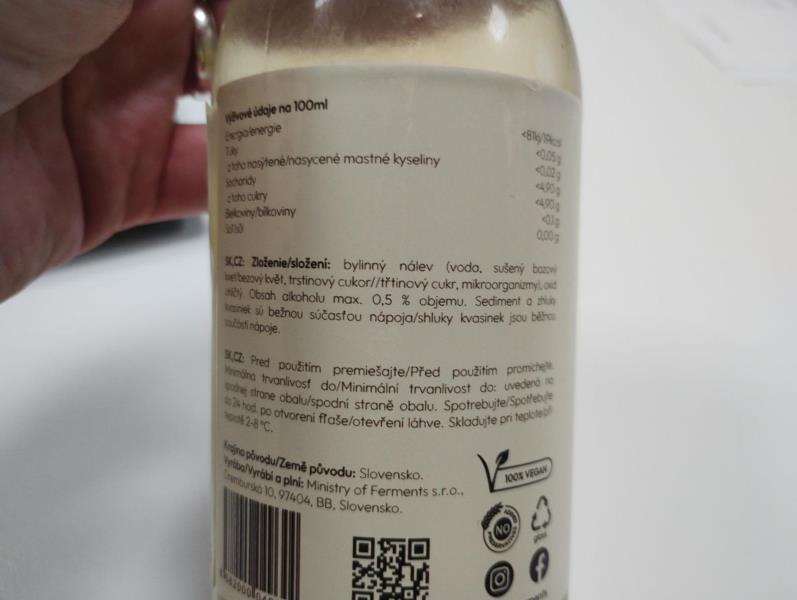 Výživové údaje na 100ml
Energia/energie <81kj/19kcal
Tuky <0,05 g
z toho nasýtené/nasycené mastné kyseliny <0,02 g
Sacharidy <4,90 g
z toho cukry <4,90 g
Bielkoviny/bílkoviny <0,1 g
Soľ/sůl 0,00 g
SK,CZ: Zloženie/složení: bylinný nálev (voda, sušený bazový
kvet/bezový květ, trstinový cukor//třtinový cukr, mikroorganizmy), oxid
uhličitý. Obsah alkoholu max. 0,5 % objemu. Sediment a zhluky
kvasiniek sú bežnou súčasťou nápoja/shluky kvasinek jsou běžnou
součástí nápoje.
SK,CZ: Pred použitím premiešajte/Před použitím promíchejte.
Minimálna trvanlivosť do/Minimální trvanlivost do: uvedená na
spodnej strane obalu/spodní straně obalu. Spotrebujte/Spotřebujte
do 24 hod. po otvorení fľaše/otevření láhve. Skladujte pri teplote/při
teplotě 2-8 °C.
Krajina pôvodu/Země původu: Slovensko.
Vyrába/Vyrábí a plní: Ministry of Ferments s.r.o.,
Oremburská 10, 97404, BB, Slovensko.
100% VEGAN
NO
ADDED
PRESERVATIVES
glass